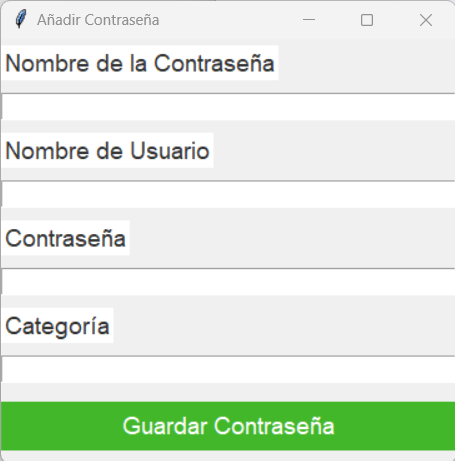 Añadir Contraseña
Nombre de la Contraseña
Nombre de Usuario
Contraseña
Categoría
Guardar Contraseña